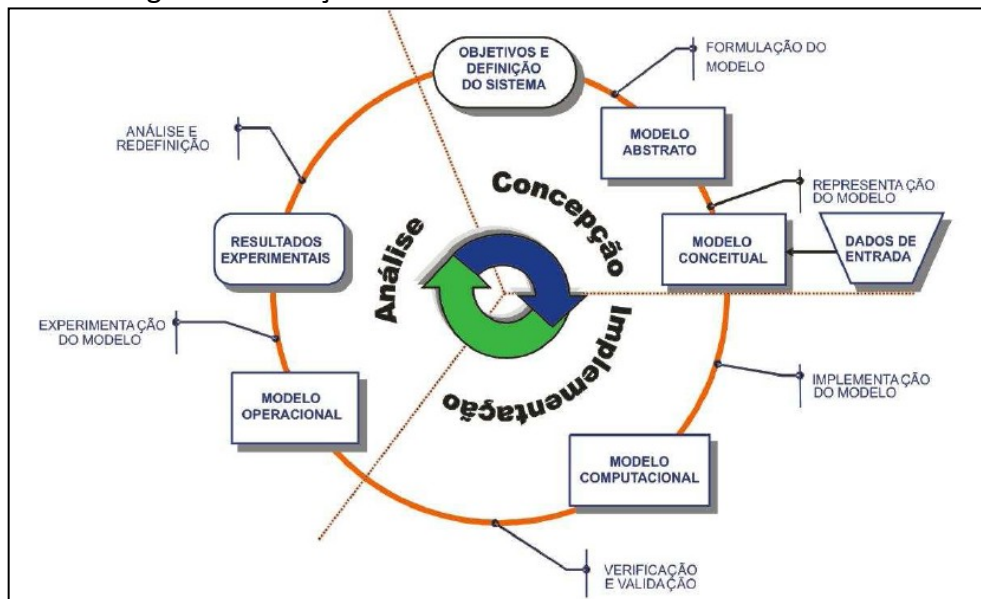 OBJETIVOS E
DEFINIÇÃO
DO SISTEMA
FORMULAÇÃO DO
MODELO
MODELO
ABSTRATO
REPRESENTAÇÃO
DO MODELO
MODELO
CONCEITUAL
DADOS DE
ENTRADA
IMPLEMENTAÇÃO
DO MODELO
MODELO
COMPUTACIONAL
VERIFICAÇÃO
E VALIDAÇÃO
MODELO
OPERACIONAL
EXPERIMENTAÇÃO
DO MODELO
RESULTADOS
EXPERIMENTAIS
ANÁLISE E
REDEFINIÇÃO
Concepção
Implementação
Análise